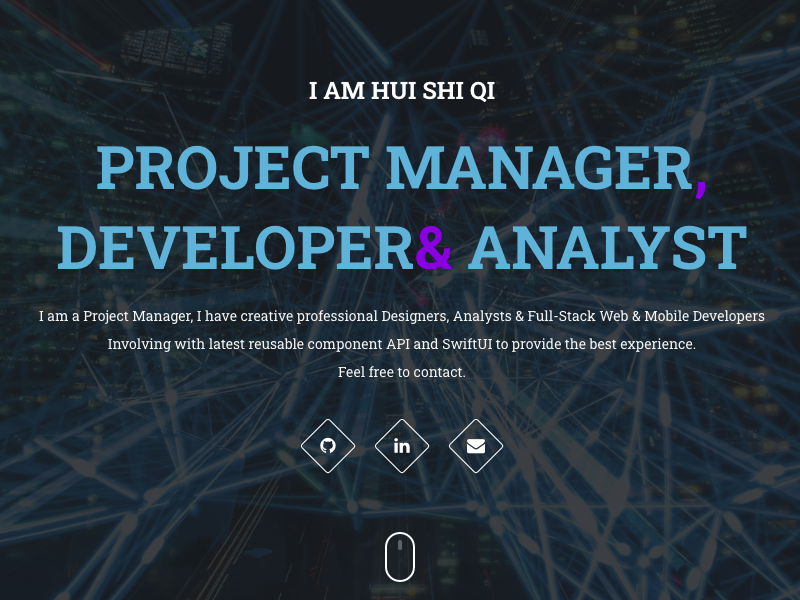 I AM HUI SHI QI
PROJECT MANAGER,
DEVELOPER& ANALYST
I am a Project Manager, I have creative professional Designers, Analysts & Full-Stack Web & Mobile Developers
Involving with latest reusable component API and SwiftUI to provide the best experience.
Feel free to contact.